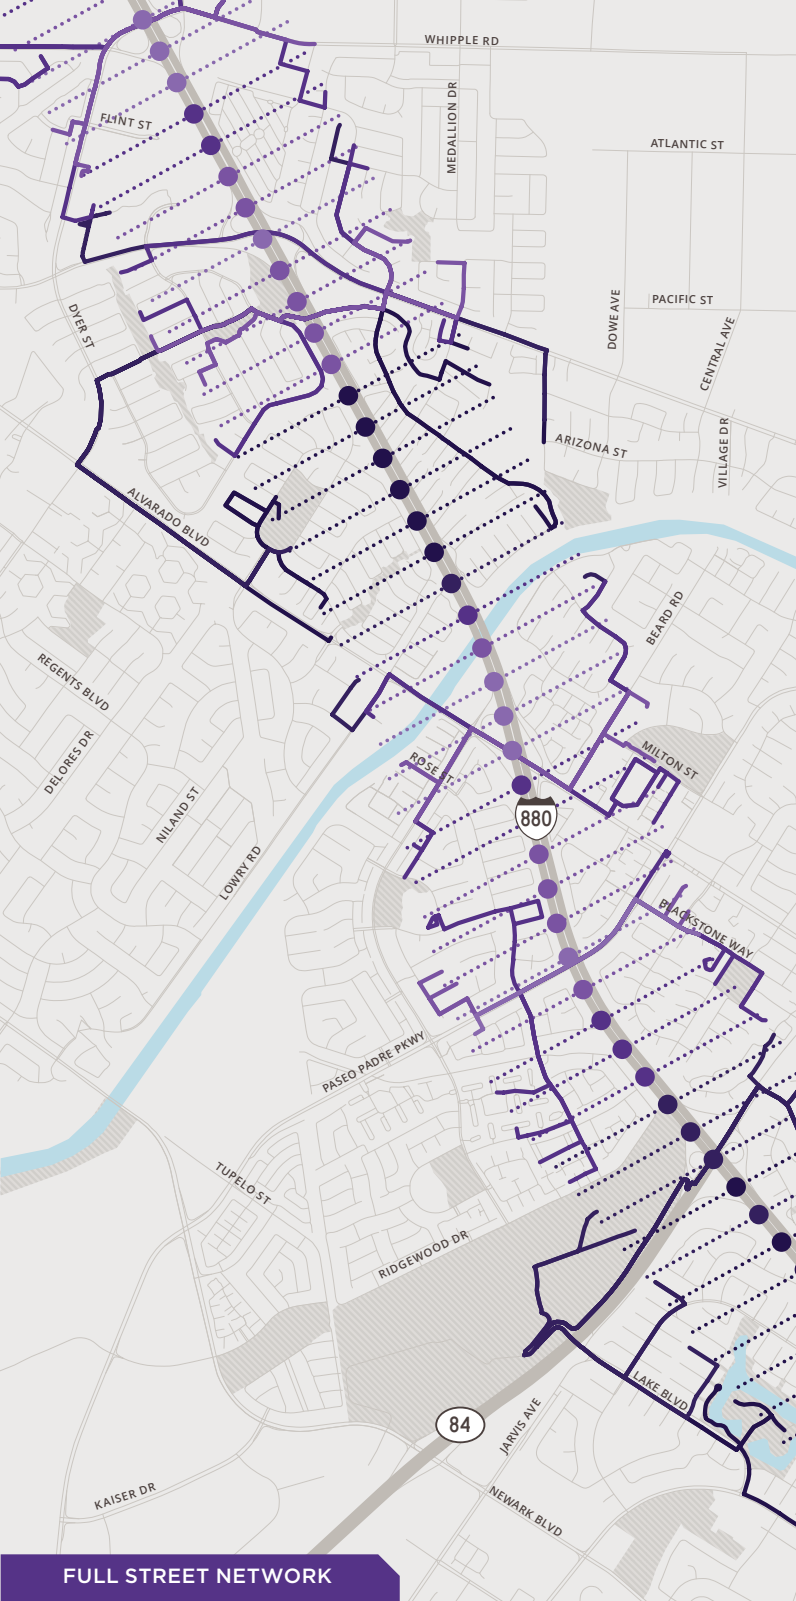 WHIPPLE RD
MEDALLION DR
FLINT ST
ATLANTIC ST
PACIFIC ST
DYER ST
DOWE AVE
CENTRAL AVE
ARIZONA ST
VILLAGE DR
ALVARADO BLVD
BEARD RD
REGENTS BLVD
DELORES DR
ROSE ST
MILTON ST
NILAND ST
880
LOWRY RD
BLACKSTONE WAY
PASEO PADRE PKWY
TUPELO ST
RIDGEWOOD DR
LAKE BLVD
84
JARVIS AVE
KAISER DR
NEWARK BLVD
FULL STREET NETWORK